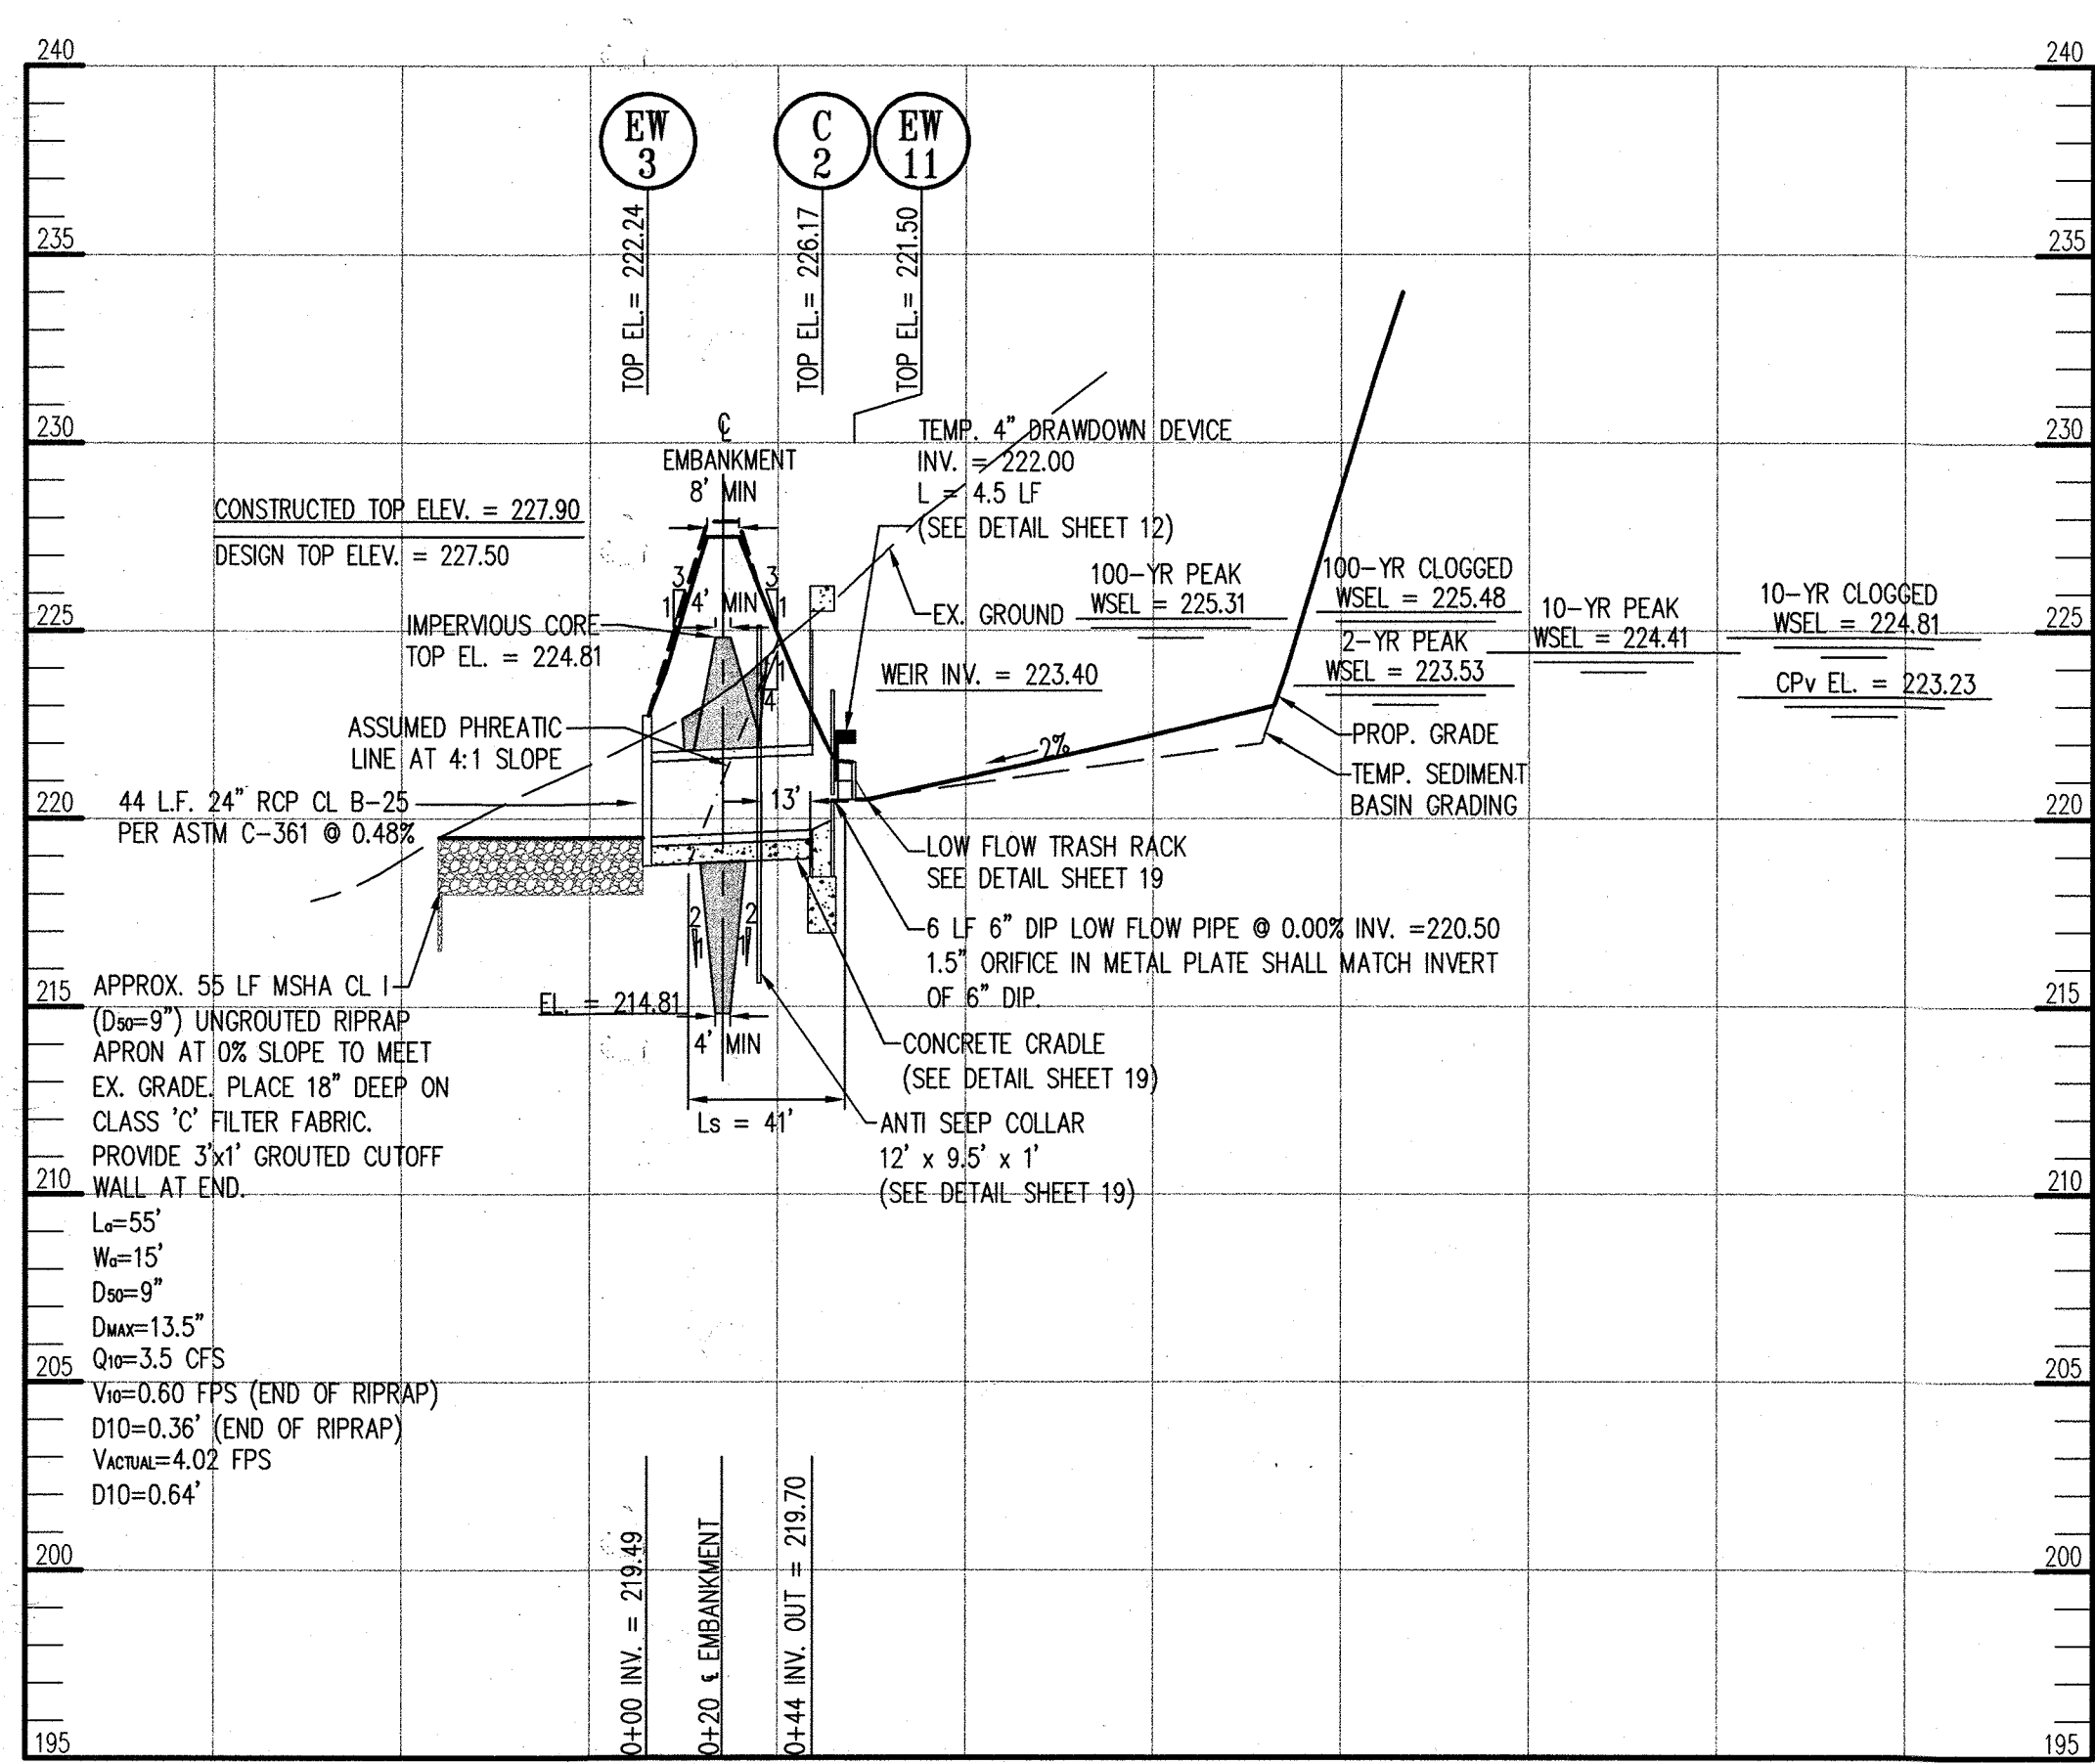 240
240
EW
3
C
2
EW
11
TOP EL.= 222.24
TOP EL.= 226.17
TOP EL.= 221.50
235
235
230
230
℄
EMBANKMENT
8' MIN
TEMP. 4" DRAWDOWN DEVICE
INV. = 222.00
L = 4.5 LF
(SEE DETAIL SHEET 12)
CONSTRUCTED TOP ELEV. = 227.90
DESIGN TOP ELEV. = 227.50
3
1
4' MIN
3
1
EX. GROUND
100-YR PEAK
WSEL = 225.31
100-YR CLOGGED
WSEL = 225.48
10-YR PEAK
WSEL = 224.41
10-YR CLOGGED
WSEL = 224.81
225
225
IMPERVIOUS CORE
TOP EL. = 224.81
2-YR PEAK
WSEL = 223.53
WEIR INV. = 223.40
CPv EL. = 223.23
1
4
ASSUMED PHREATIC
LINE AT 4:1 SLOPE
2%
PROP. GRADE
TEMP. SEDIMENT
BASIN GRADING
220
220
44 L.F. 24" RCP CL B-25
PER ASTM C-361 @ 0.48%
13'
LOW FLOW TRASH RACK
SEE DETAIL SHEET 19
6 LF 6" DIP LOW FLOW PIPE @ 0.00% INV. =220.50
1.5" ORIFICE IN METAL PLATE SHALL MATCH INVERT
OF 6" DIP.
2
1
2
1
215
215
EL. = 214.81
4' MIN
CONCRETE CRADLE
(SEE DETAIL SHEET 19)
Ls = 41'
ANTI SEEP COLLAR
12' x 9.5' x 1'
(SEE DETAIL SHEET 19)
APPROX. 55 LF MSHA CL I
(D50=9") UNGROUTED RIPRAP
APRON AT 0% SLOPE TO MEET
EX. GRADE. PLACE 18" DEEP ON
CLASS 'C' FILTER FABRIC.
PROVIDE 3'x1' GROUTED CUTOFF
WALL AT END.
210
210
La=55'
Wa=15'
D50=9"
DMAX=13.5"
Q10=3.5 CFS
205
205
V10=0.60 FPS (END OF RIPRAP)
D10=0.36' (END OF RIPRAP)
VACTUAL=4.02 FPS
D10=0.64'
200
200
0+00 INV. = 219.49
0+20 ℄ EMBANKMENT
0+44 INV. OUT = 219.70
195
195